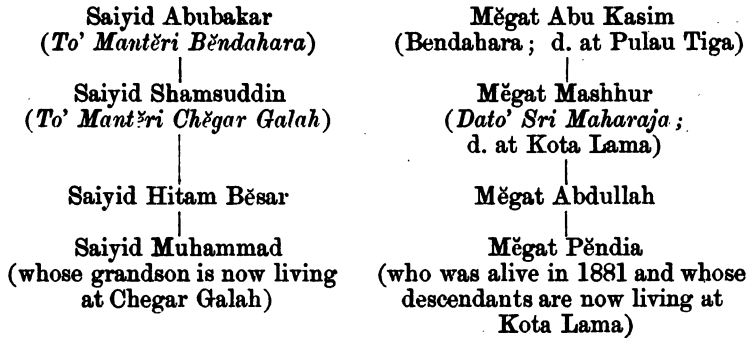 Saiyid Abubakar
(To' Mantĕri Bĕndahara)
Saiyid Shamsuddin
(To' Mantĕri Chĕgar Galah)
Saiyid Hitam Bĕsar
Saiyid Muhammad
(whose grandson is now living
at Chegar Galah)
Mĕgat Abu Kasim
(Bendahara; d. at Pulau Tiga)
Mĕgat Mashhur
(Dato' Sri Maharaja;
d. at Kota Lama)
Mĕgat Abdullah
Mĕgat Pĕndia
(who was alive in 1881 and whose
descendants are now living at
Kota Lama)